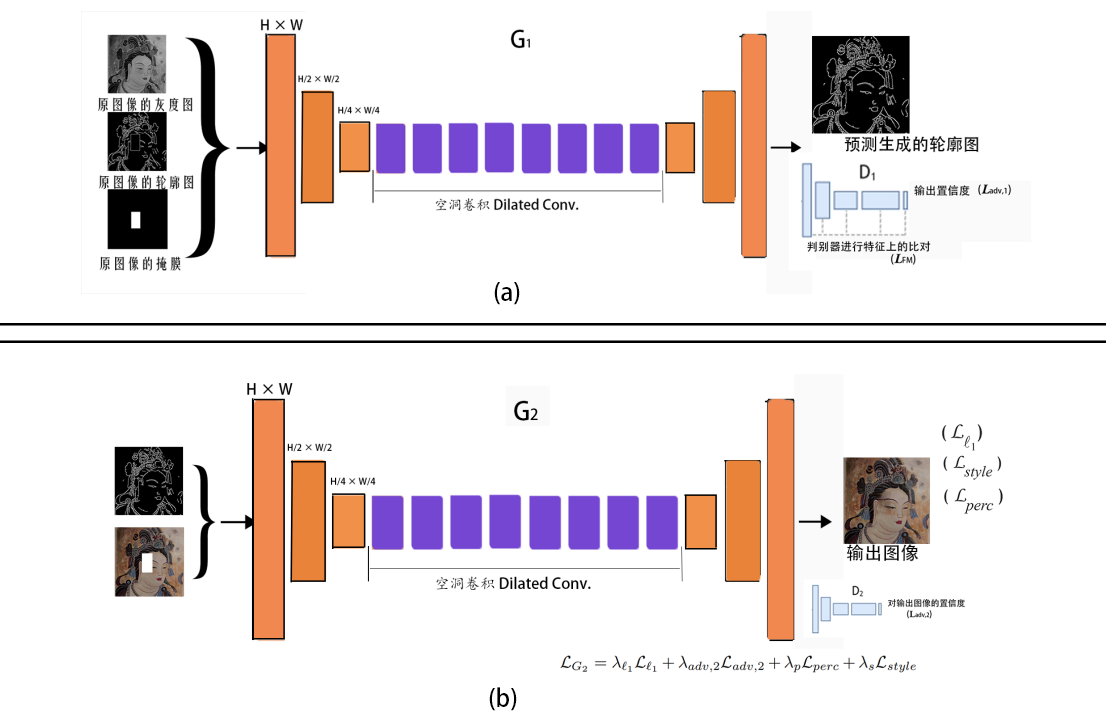 H × W
G₁
H/2 × W/2
H/4 × W/4
原图像的灰度图
原图像的轮廓图
原图像的掩膜
空洞卷积 Dilated Conv.
预测生成的轮廓图
D₁
输出置信度（Ladv,1）
判别器进行特征上的比对
(LFM)
(a)
H × W
G₂
H/2 × W/2
H/4 × W/4
空洞卷积 Dilated Conv.
(ℒℓ₁)
(ℒstyle)
(ℒperc)
输出图像
D₂
对输出图像的置信度
(Ladv,2)
ℒG₂ = λℓ₁ℒℓ₁ + λadv,2ℒadv,2 + λpℒperc + λsℒstyle
(b)